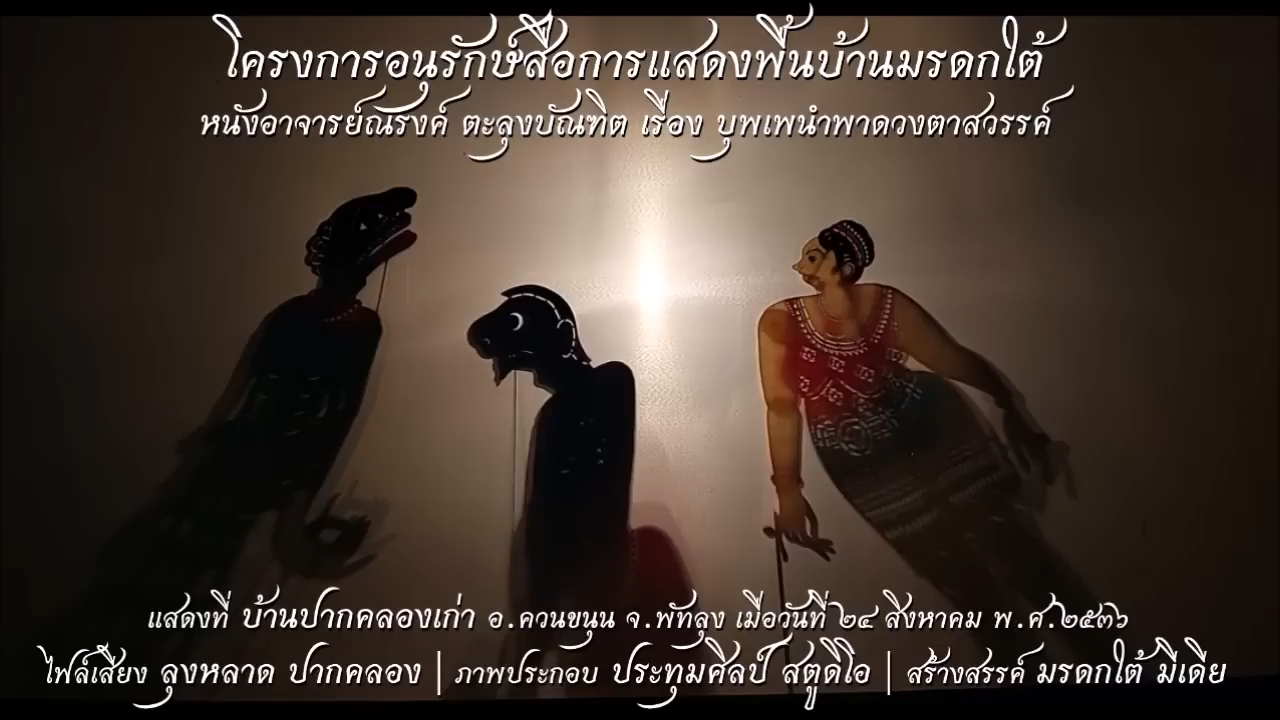 โครงการอนุรักษ์สื่อการแสดงพื้นบ้านมรดกใต้
หนังอาจารย์ณรงค์ ตะลุงบัณฑิต เรื่อง บุพเพนำพาดวงตาสวรรค์
แสดงที่ บ้านปากคลองเก่า อ.ควนขนุน จ.พัทลุง เมื่อวันที่ ๒๔ สิงหาคม พ.ศ.๒๕๓๖
ไฟล์เสียง ลุงหลาด ปากคลอง | ภาพประกอบ ประทุมศิลป์ สตูดิโอ | สร้างสรรค์ มรดกใต้ มีเดีย